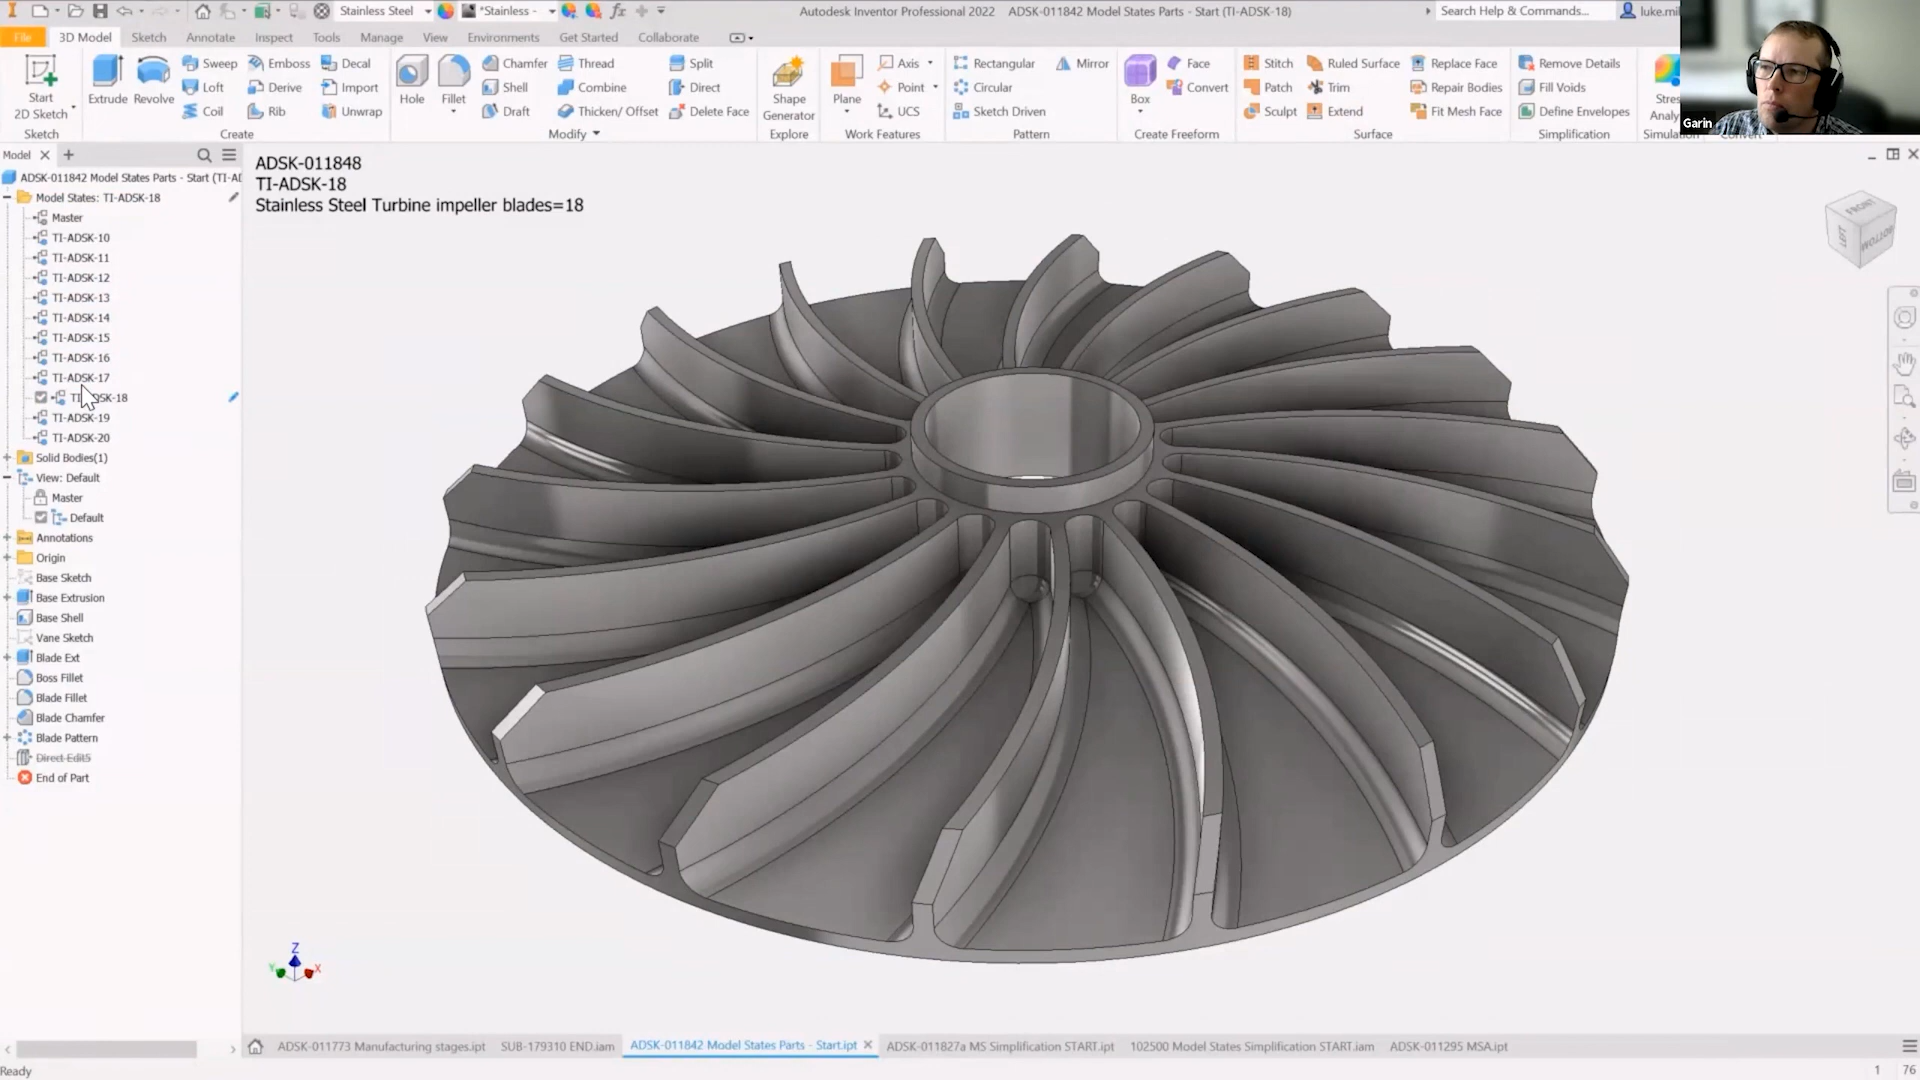 Stainless Steel
*Stainless -
Autodesk Inventor Professional 2022 ADSK-011842 Model States Parts - Start (TI-ADSK-18)
Search Help & Commands...
luke.mil
File 3D Model Sketch Annotate Inspect Tools Manage View Environments Get Started Collaborate
Start
2D Sketch
Sketch
Extrude
Revolve
Sweep
Loft
Coil
Emboss
Derive
Rib
Decal
Import
Unwrap
Create
Hole
Fillet
Chamfer
Shell
Draft
Thread
Combine
Thicken/ Offset
Split
Direct
Delete Face
Modify
Shape
Generator
Explore
Plane
Axis
Point
UCS
Work Features
Rectangular
Circular
Sketch Driven
Mirror
Pattern
Box
Face
Convert
Create Freeform
Stitch
Patch
Sculpt
Ruled Surface
Trim
Extend
Replace Face
Repair Bodies
Fit Mesh Face
Surface
Remove Details
Fill Voids
Define Envelopes
Simplification
Stres
Analy
Simulation
Convert
Garin
Model
ADSK-011842 Model States Parts - Start (TI-AD
Model States: TI-ADSK-18
Master
TI-ADSK-10
TI-ADSK-11
TI-ADSK-12
TI-ADSK-13
TI-ADSK-14
TI-ADSK-15
TI-ADSK-16
TI-ADSK-17
TI-ADSK-18
TI-ADSK-19
TI-ADSK-20
Solid Bodies(1)
View: Default
Master
Default
Annotations
Origin
Base Sketch
Base Extrusion
Base Shell
Vane Sketch
Blade Ext
Boss Fillet
Blade Fillet
Blade Chamfer
Blade Pattern
Direct Edit5
End of Part
ADSK-011848
TI-ADSK-18
Stainless Steel Turbine impeller blades=18
FRONT
LEFT
BOTTOM
Z
Y
X
ADSK-011773 Manufacturing stages.ipt
SUB-179310 END.iam
ADSK-011842 Model States Parts - Start.ipt
ADSK-011827a MS Simplification START.ipt
102500 Model States Simplification START.iam
ADSK-011295 MSA.ipt
Ready
1 76